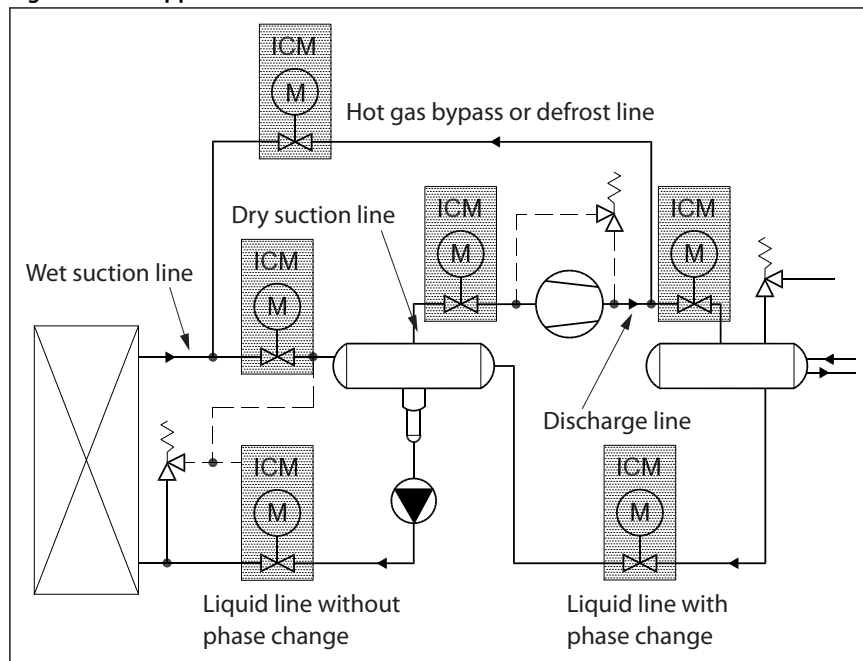 ICM
M
Hot gas bypass or defrost line
Dry suction line
ICM
M
ICM
M
Wet suction line
ICM
M
Discharge line
ICM
M
ICM
M
Liquid line without
phase change
Liquid line with
phase change